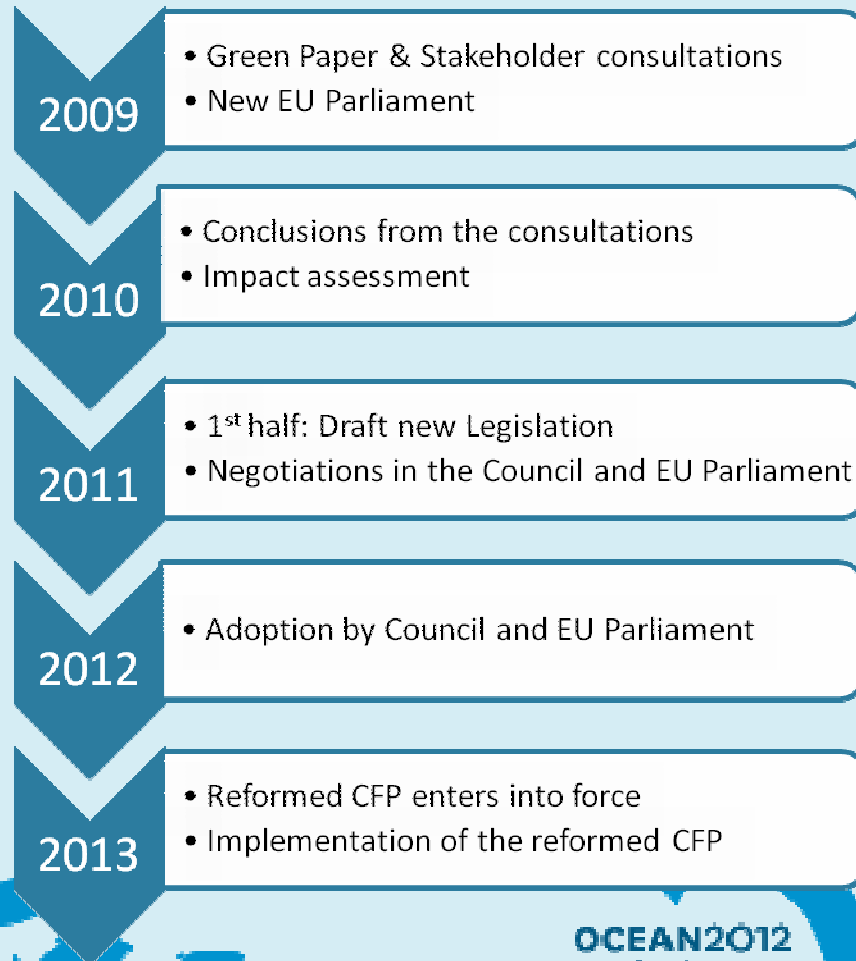 2009
• Green Paper & Stakeholder consultations
• New EU Parliament
2010
• Conclusions from the consultations
• Impact assessment
2011
• 1st half: Draft new Legislation
• Negotiations in the Council and EU Parliament
2012
• Adoption by Council and EU Parliament
2013
• Reformed CFP enters into force
• Implementation of the reformed CFP
OCEAN2012